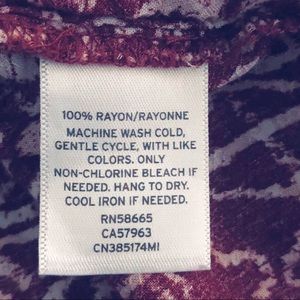 100% RAYON/RAYONNE
MACHINE WASH COLD,
GENTLE CYCLE, WITH LIKE
COLORS. ONLY
NON-CHLORINE BLEACH IF
NEEDED. HANG TO DRY.
COOL IRON IF NEEDED.
RN58665
CA57963
CN385174MI